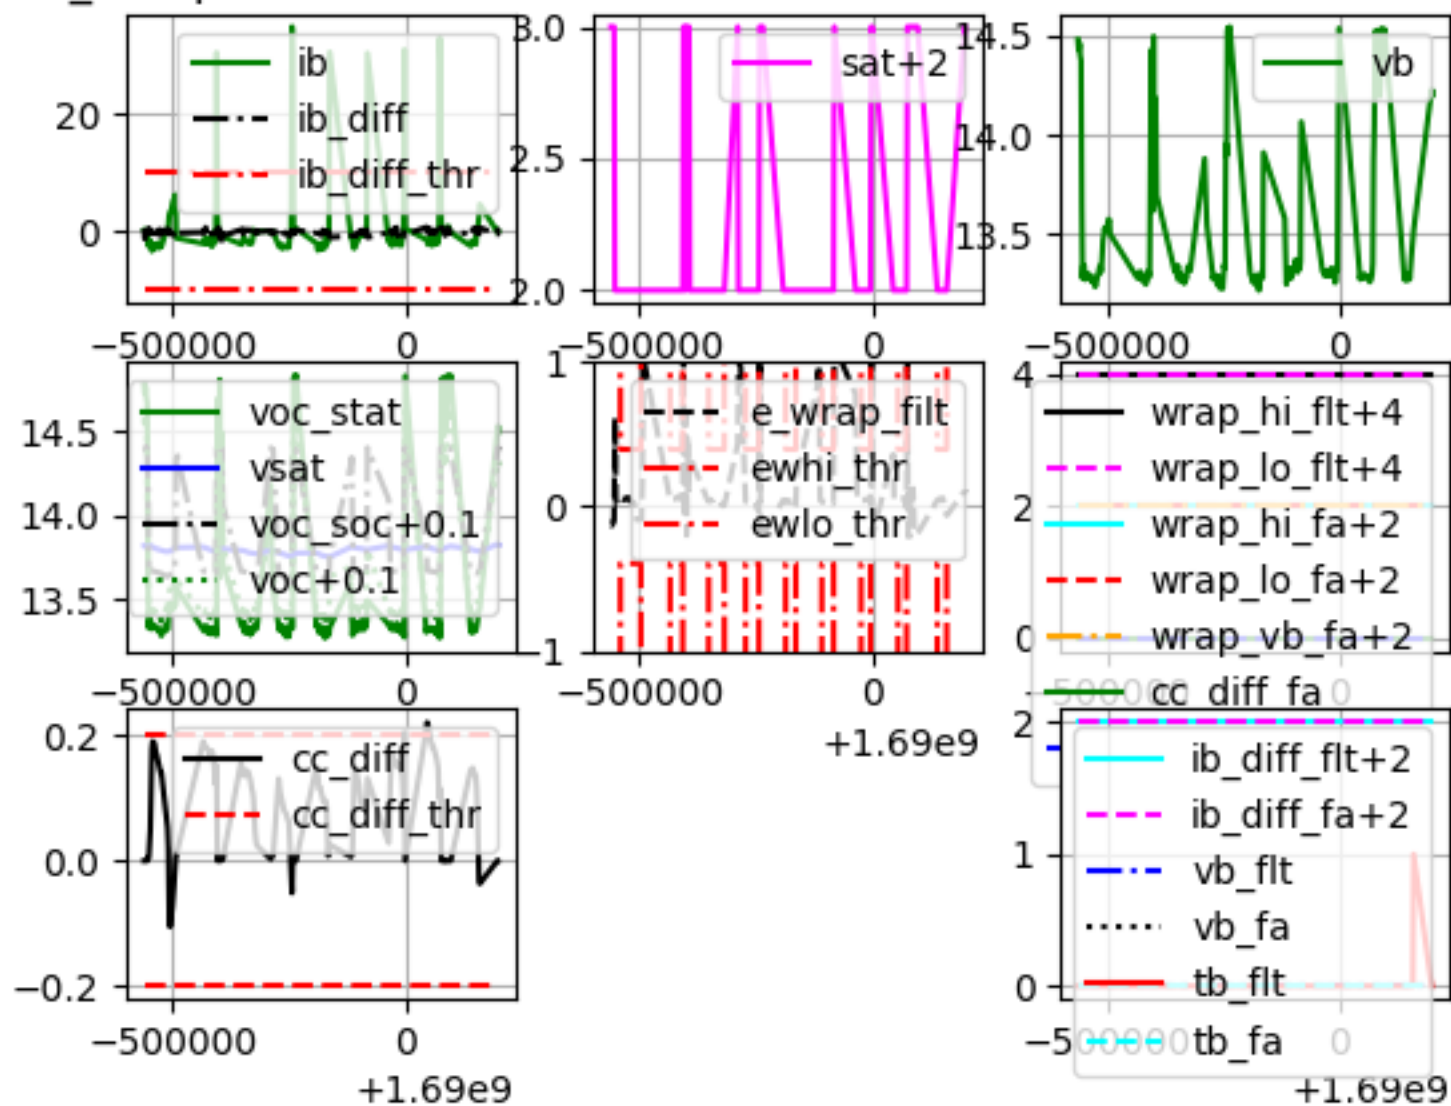 ib
ib_diff
ib_diff_thr
20
0
−500000
0
sat+2
3.0
2.5
2.0
−500000
0
vb
14.5
14.0
13.5
−500000
0
voc_stat
vsat
voc_soc+0.1
voc+0.1
14.5
14.0
13.5
−500000
0
e_wrap_filt
ewhi_thr
ewlo_thr
1
0
−1
−500000
0
+1.69e9
wrap_hi_flt+4
wrap_lo_flt+4
wrap_hi_fa+2
wrap_lo_fa+2
wrap_vb_fa+2
cc_diff_fa
4
2
0
−500000
0
cc_diff
cc_diff_thr
0.2
0.0
−0.2
−500000
0
+1.69e9
ib_diff_flt+2
ib_diff_fa+2
vb_flt
vb_fa
tb_flt
tb_fa
2
1
0
−500000
0
+1.69e9